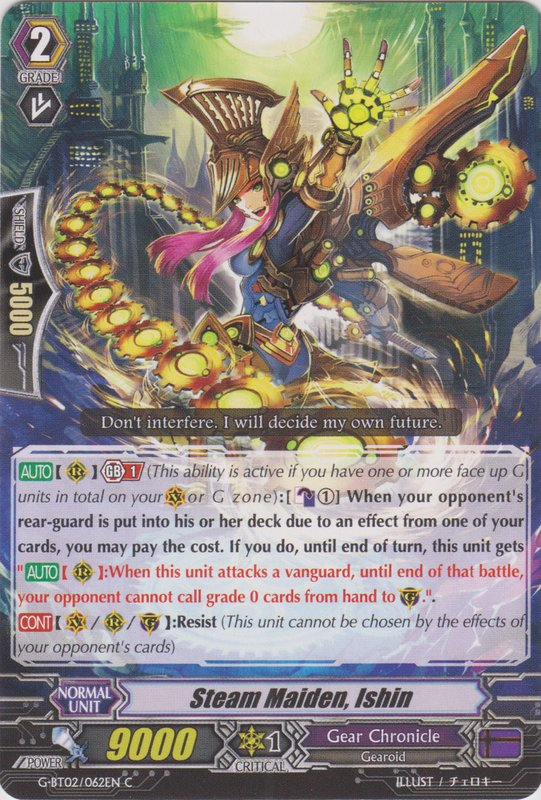 2
GRADE
SHIELD
5000
Don't interfere. I will decide my own future.
AUTO【R】GB 1 (This ability is active if you have one or more face up G
units in total on your V or G zone):[①] When your opponent's
rear-guard is put into his or her deck due to an effect from one of your
cards, you may pay the cost. If you do, until end of turn, this unit gets
"AUTO【R】:When this unit attacks a vanguard, until end of that battle,
your opponent cannot call grade 0 cards from hand to G.".
CONT【V/R/G】:Resist (This unit cannot be chosen by the effects of
your opponent's cards)
NORMAL
UNIT
Steam Maiden, Ishin
POWER
9000
1
CRITICAL
Gear Chronicle
Gearoid
G-BT02/062EN C
ILLUST / チェロキー